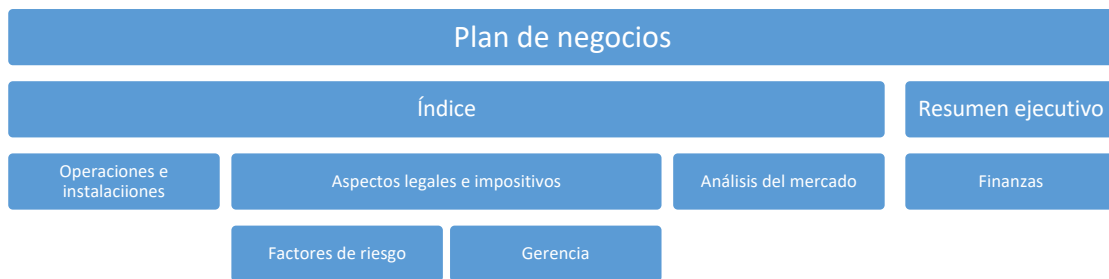 Plan de negocios
Índice
Resumen ejecutivo
Operaciones e
instalaciiones
Aspectos legales e impositivos
Análisis del mercado
Finanzas
Factores de riesgo
Gerencia